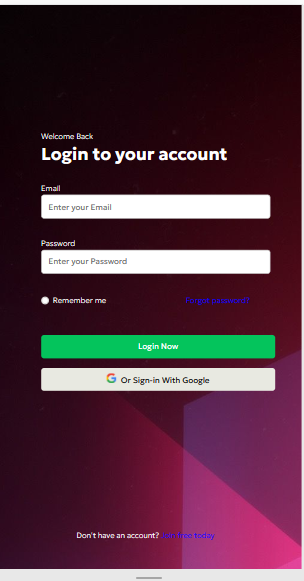 Welcome Back
Login to your account
Email
Enter your Email
Password
Enter your Password
Remember me
Forgot password?
Login Now
Or Sign-in With Google
Don't have an account? Join free today